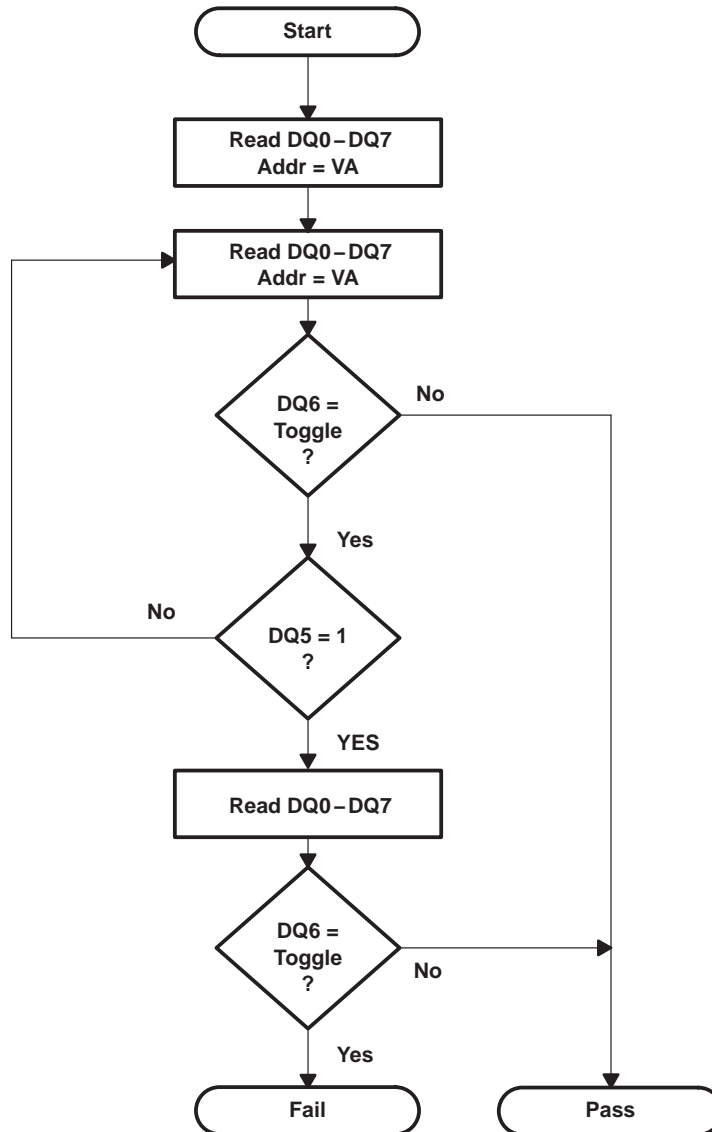 Start
Read DQ0–DQ7
Addr = VA
Read DQ0–DQ7
Addr = VA
DQ6 =
Toggle
?
No
Yes
DQ5 = 1
?
No
YES
Read DQ0–DQ7
DQ6 =
Toggle
?
No
Yes
Fail
Pass